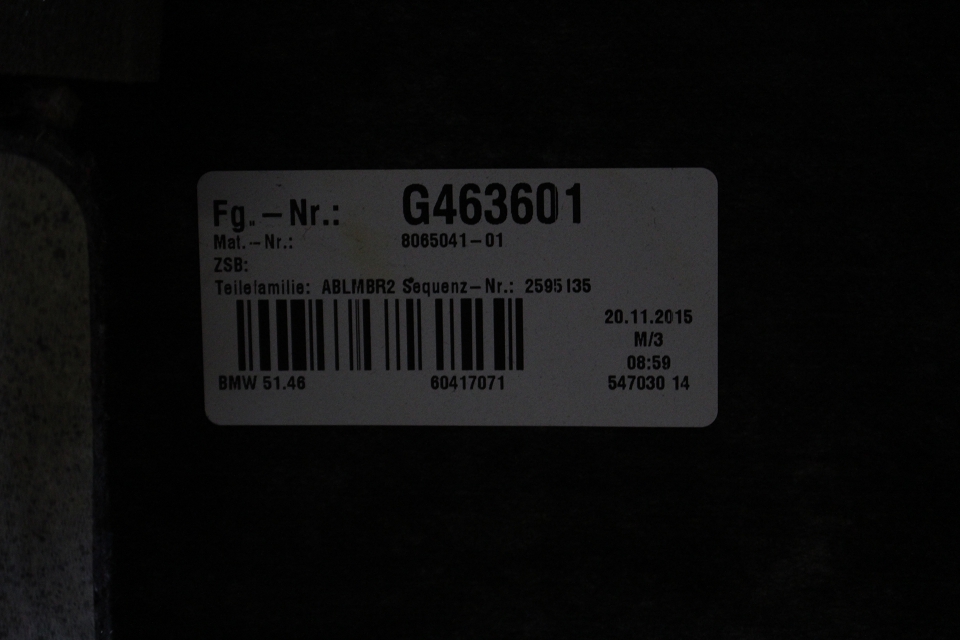 Fg.-Nr.: G463601
Mat.-Nr.: 8065041-01
ZSB:
Teilefamilie: ABLMBR2 Sequenz-Nr.: 2595135
20.11.2015
M/3
08:59
BMW 51.46 60417071 547030 14